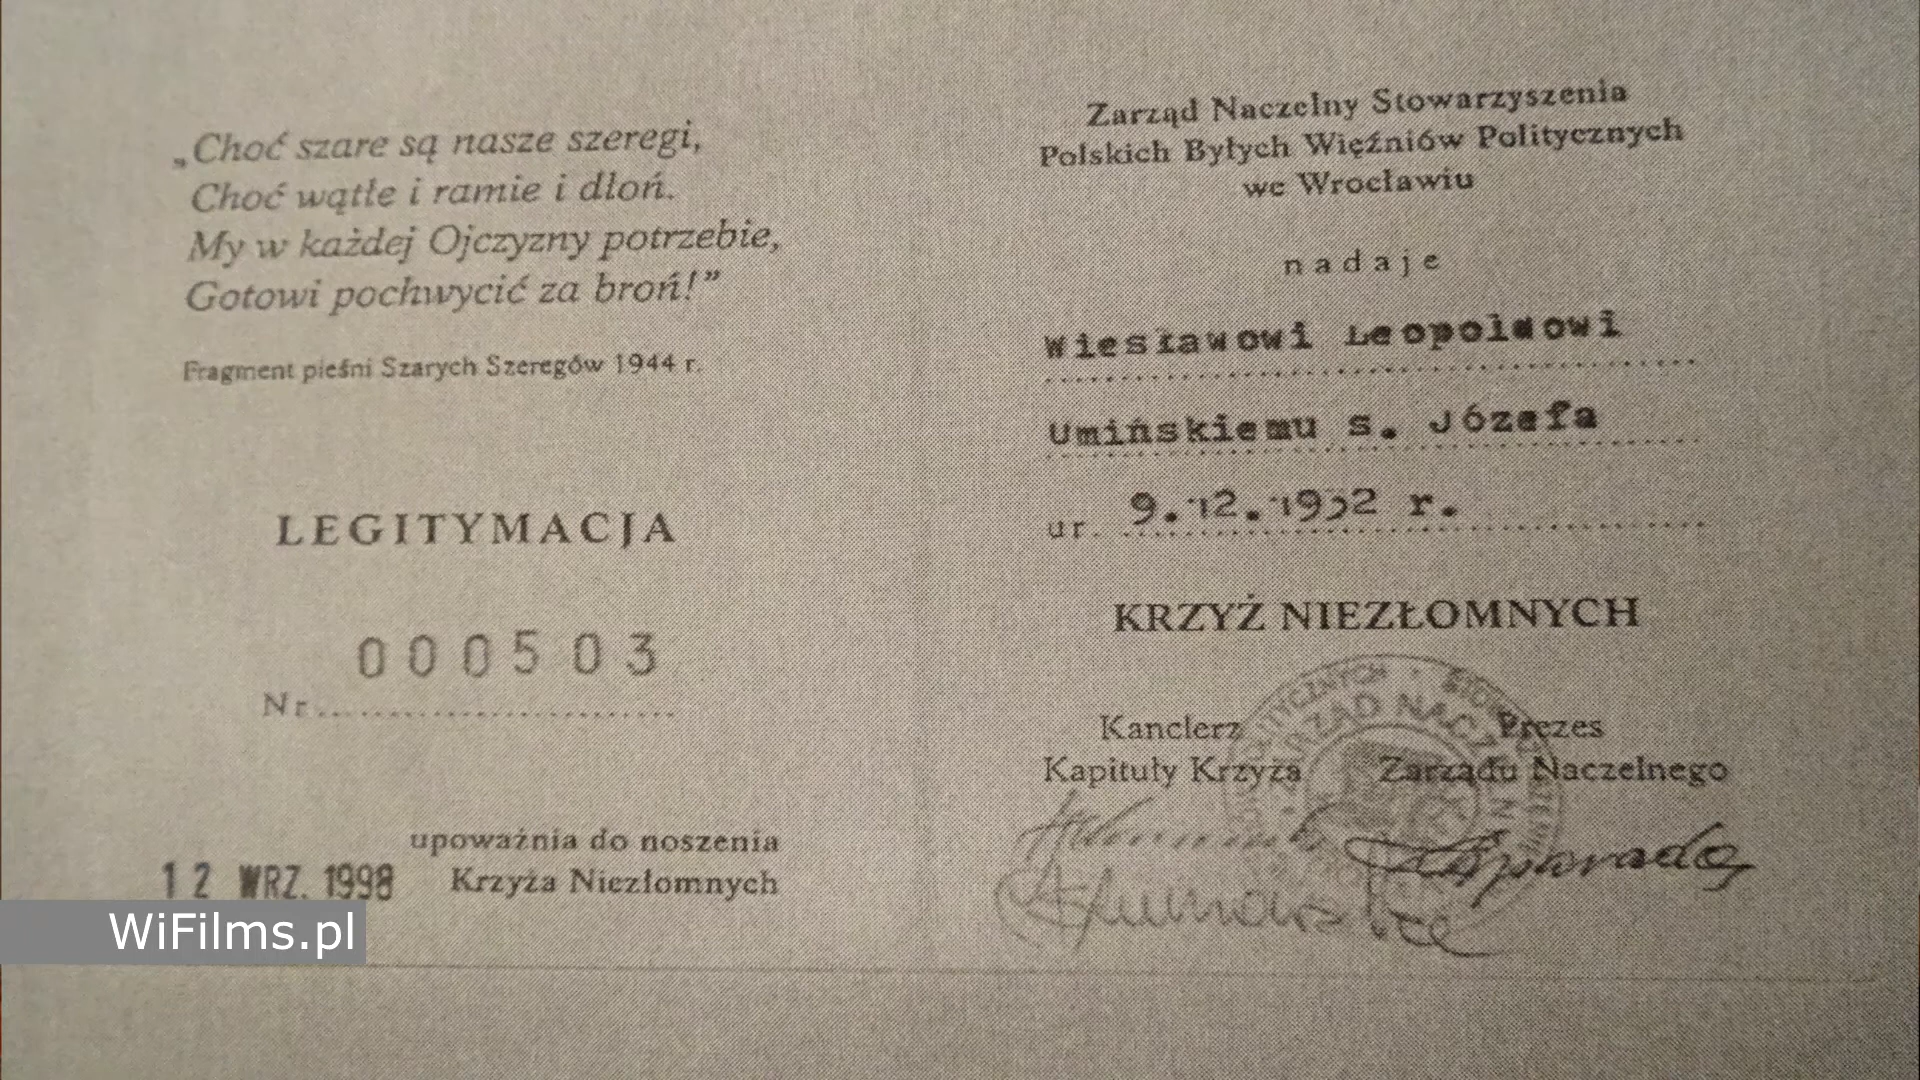 „Choć szare są nasze szeregi,
Choć wątłe i ramie i dłoń.
My w każdej Ojczyzny potrzebie,
Gotowi pochwycić za broń!”
Fragment pieśni Szarych Szeregów 1944 r.
LEGITYMACJA
000503
Nr
upoważnia do noszenia
12 WRZ. 1998 Krzyża Niezłomnych
Zarząd Naczelny Stowarzyszenia
Polskich Byłych Więźniów Politycznych
we Wrocławiu
nadaje
Wiesławowi Leopoldowi
Umińskiemu s. Józefa
ur. 9.12.1932 r.
KRZYŻ NIEZŁOMNYCH
Kanclerz Prezes
Kapituły Krzyża Zarządu Naczelnego
ZARZĄD NACZELN
WiFilms.pl